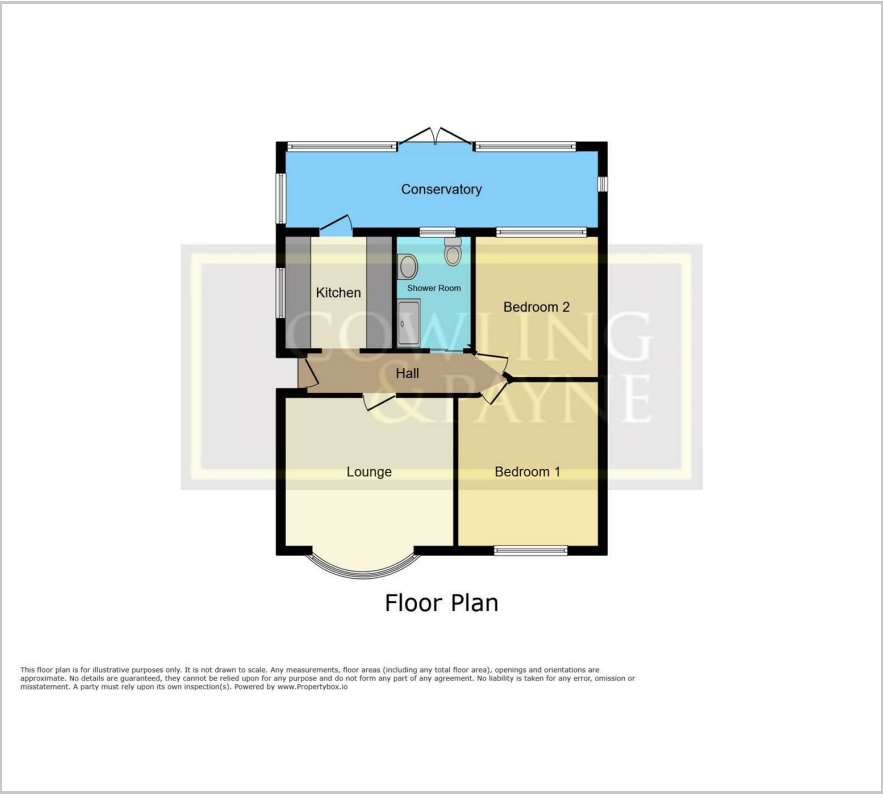 Conservatory
Kitchen
Shower Room
Bedroom 2
COWLING
Hall
& PAYNE
Lounge
Bedroom 1
Floor Plan
This floor plan is for illustrative purposes only. It is not drawn to scale. Any measurements, floor areas (including any total floor area), openings and orientations are
approximate. No details are guaranteed, they cannot be relied upon for any purpose and do not form any part of any agreement. No liability is taken for any error, omission or
misstatement. A party must rely upon its own inspection(s). Powered by www.Propertybox.io